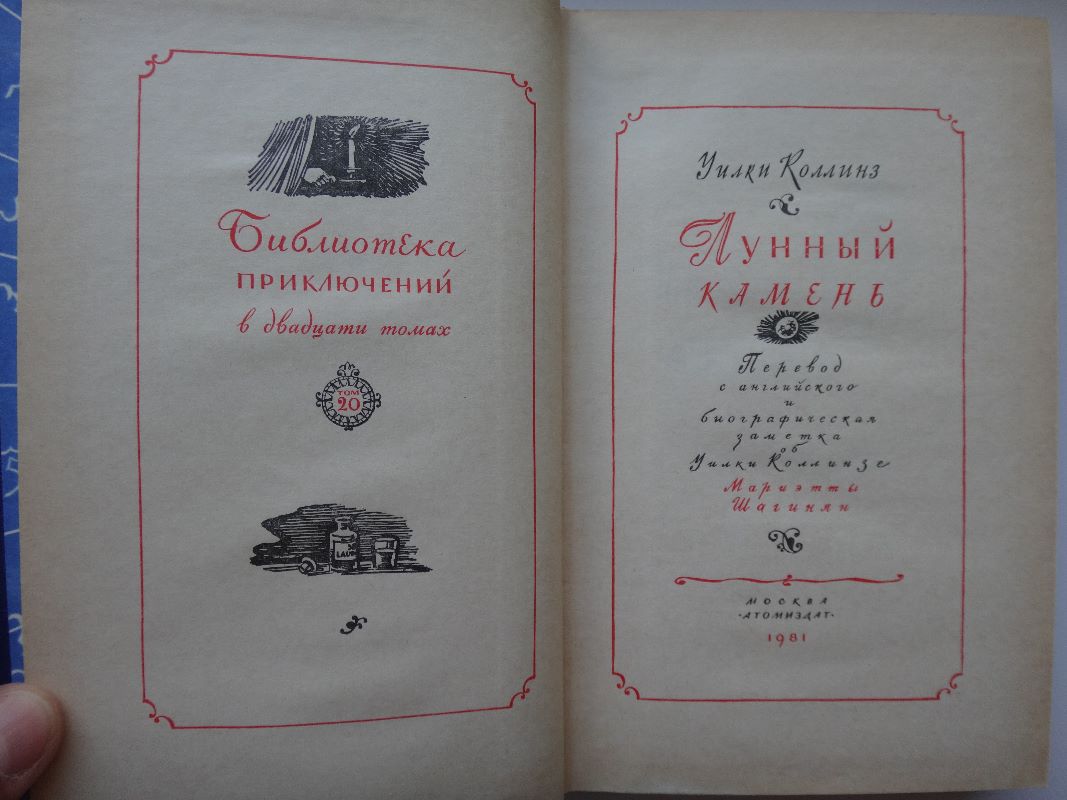 Библиотека
приключений
в двадцати томах
том
20
LAUD
Уилки Коллинз
Лунный
камень
Перевод
с английского
и
биографическая
заметка
об
Уилки Коллинзе
Мариэтты
Шагинян
МОСКВА
·АТОМИЗДАТ·
1981